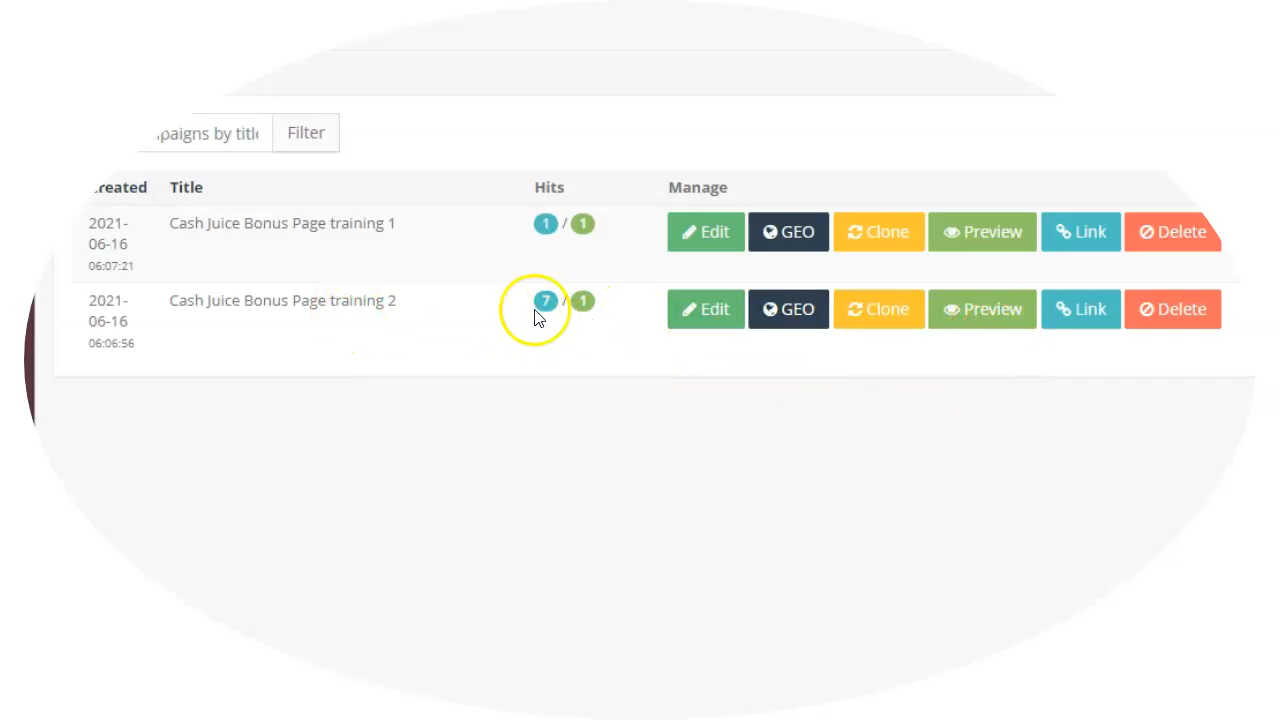 paigns by title
Filter
reated Title Hits Manage
2021-
06-16
06:07:21
Cash Juice Bonus Page training 1
1 / 1
Edit GEO Clone Preview Link Delete
2021-
06-16
06:06:56
Cash Juice Bonus Page training 2
7 / 1
Edit GEO Clone Preview Link Delete